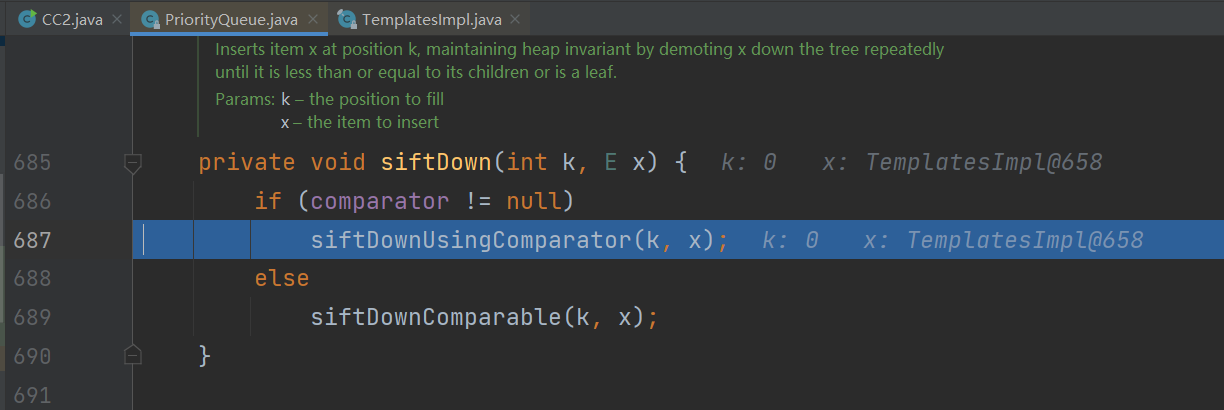 CC2.java × PriorityQueue.java × TemplatesImpl.java ×
Inserts item x at position k, maintaining heap invariant by demoting x down the tree repeatedly
until it is less than or equal to its children or is a leaf.
Params: k – the position to fill
x – the item to insert
685 private void siftDown(int k, E x) { k: 0 x: TemplatesImpl@658
686 if (comparator != null)
687 siftDownUsingComparator(k, x); k: 0 x: TemplatesImpl@658
688 else
689 siftDownComparable(k, x);
690 }
691